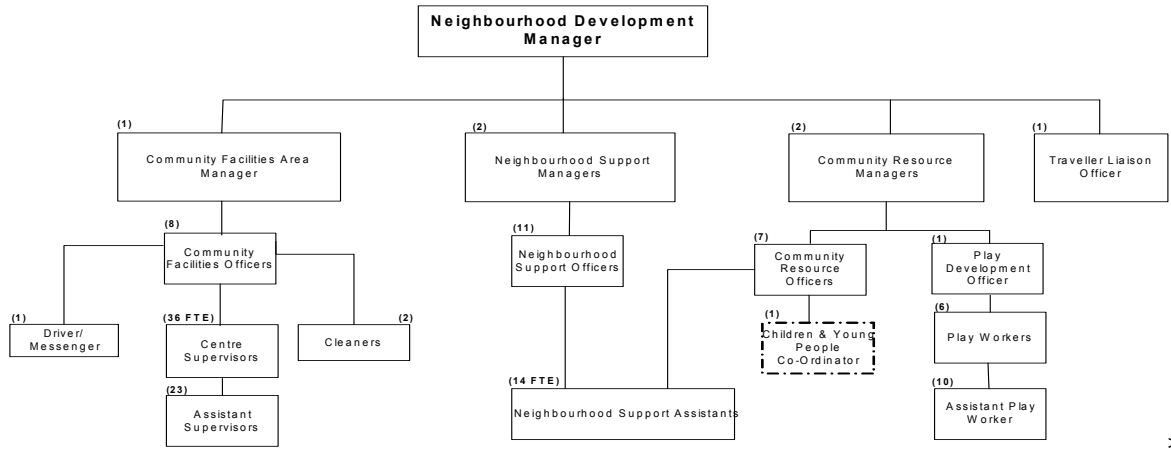 Neighbourhood Development
Manager
(1)
Community Facilities Area
Manager
(2)
Neighbourhood Support
Managers
(2)
Community Resource
Managers
(1)
Traveller Liaison
Officer
(8)
Community
Facilities Officers
(11)
Neighbourhood
Support Officers
(7)
Community
Resource
Officers
(1)
Play
Development
Officer
(1)
Driver/
Messenger
(36 FTE)
Centre
Supervisors
(2)
Cleaners
(1)
Children & Young
People
Co-Ordinator
(6)
Play Workers
(23)
Assistant
Supervisors
(14 FTE)
Neighbourhood Support Assistants
(10)
Assistant Play
Worker